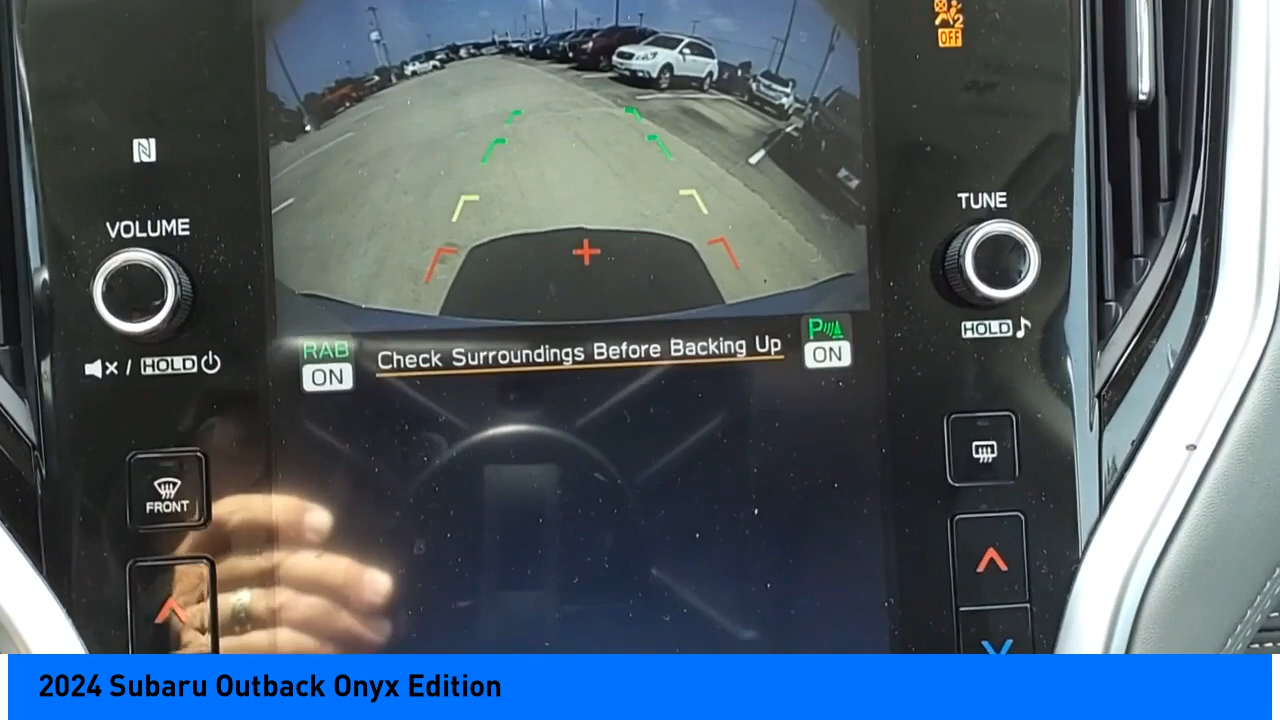 2
OFF
VOLUME
TUNE
HOLD
/ HOLD
RAB
ON
Check Surroundings Before Backing Up
P
ON
FRONT
2024 Subaru Outback Onyx Edition